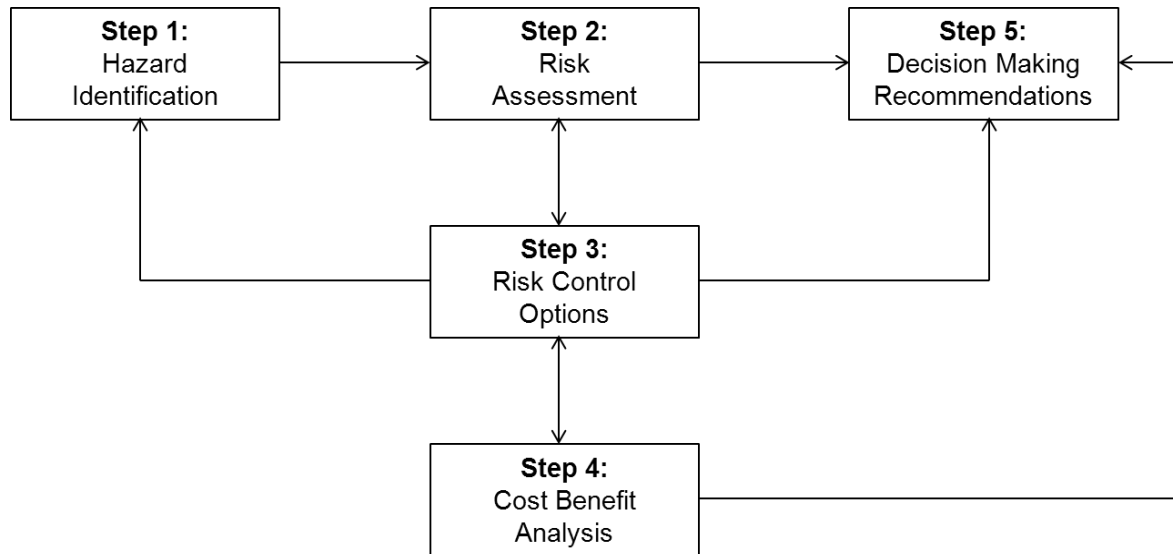 Step 1:
Hazard
Identification
Step 2:
Risk
Assessment
Step 5:
Decision Making
Recommendations
Step 3:
Risk Control
Options
Step 4:
Cost Benefit
Analysis